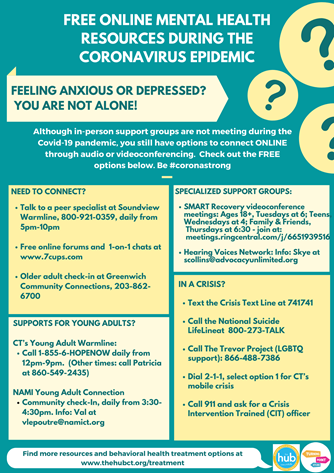 FREE ONLINE MENTAL HEALTH
RESOURCES DURING THE
CORONAVIRUS EPIDEMIC
FEELING ANXIOUS OR DEPRESSED?
YOU ARE NOT ALONE!
Although in-person support groups are not meeting during the
Covid-19 pandemic, you still have options to connect ONLINE
through audio or videoconferencing. Check out the FREE
options below. Be #coronastrong
NEED TO CONNECT?
• Talk to a peer specialist at Soundview
Warmline, 800-921-0359, daily from
5pm-10pm
• Free online forums and 1-on-1 chats at
www.7cups.com
• Older adult check-in at Greenwich
Community Connections, 203-862-
6700
SUPPORTS FOR YOUNG ADULTS?
CT's Young Adult Warmline:
• Call 1-855-6-HOPENOW daily from
12pm-9pm. (Other times: call Patricia
at 860-549-2435)
NAMI Young Adult Connection
• Community check-In, daily from 3:30-
4:30pm. Info: Val at
vlepoutre@namict.org
SPECIALIZED SUPPORT GROUPS:
• SMART Recovery videoconference
meetings: Ages 18+, Tuesdays at 6; Teens,
Wednesdays at 4; Family & Friends,
Thursdays at 6:30 - join at:
meetings.ringcentral.com/j/6651939516
• Hearing Voices Network: Info: Skye at
scollins@advocacyunlimited.org
IN A CRISIS?
• Text the Crisis Text Line at 741741
• Call the National Suicide
LifeLineat 800-273-TALK
• Call The Trevor Project (LGBTQ
support): 866-488-7386
• Dial 2-1-1, select option 1 for CT's
mobile crisis
• Call 911 and ask for a Crisis
Intervention Trained (CIT) officer
Find more resources and behavioral health treatment options at
www.thehubct.org/treatment
hub